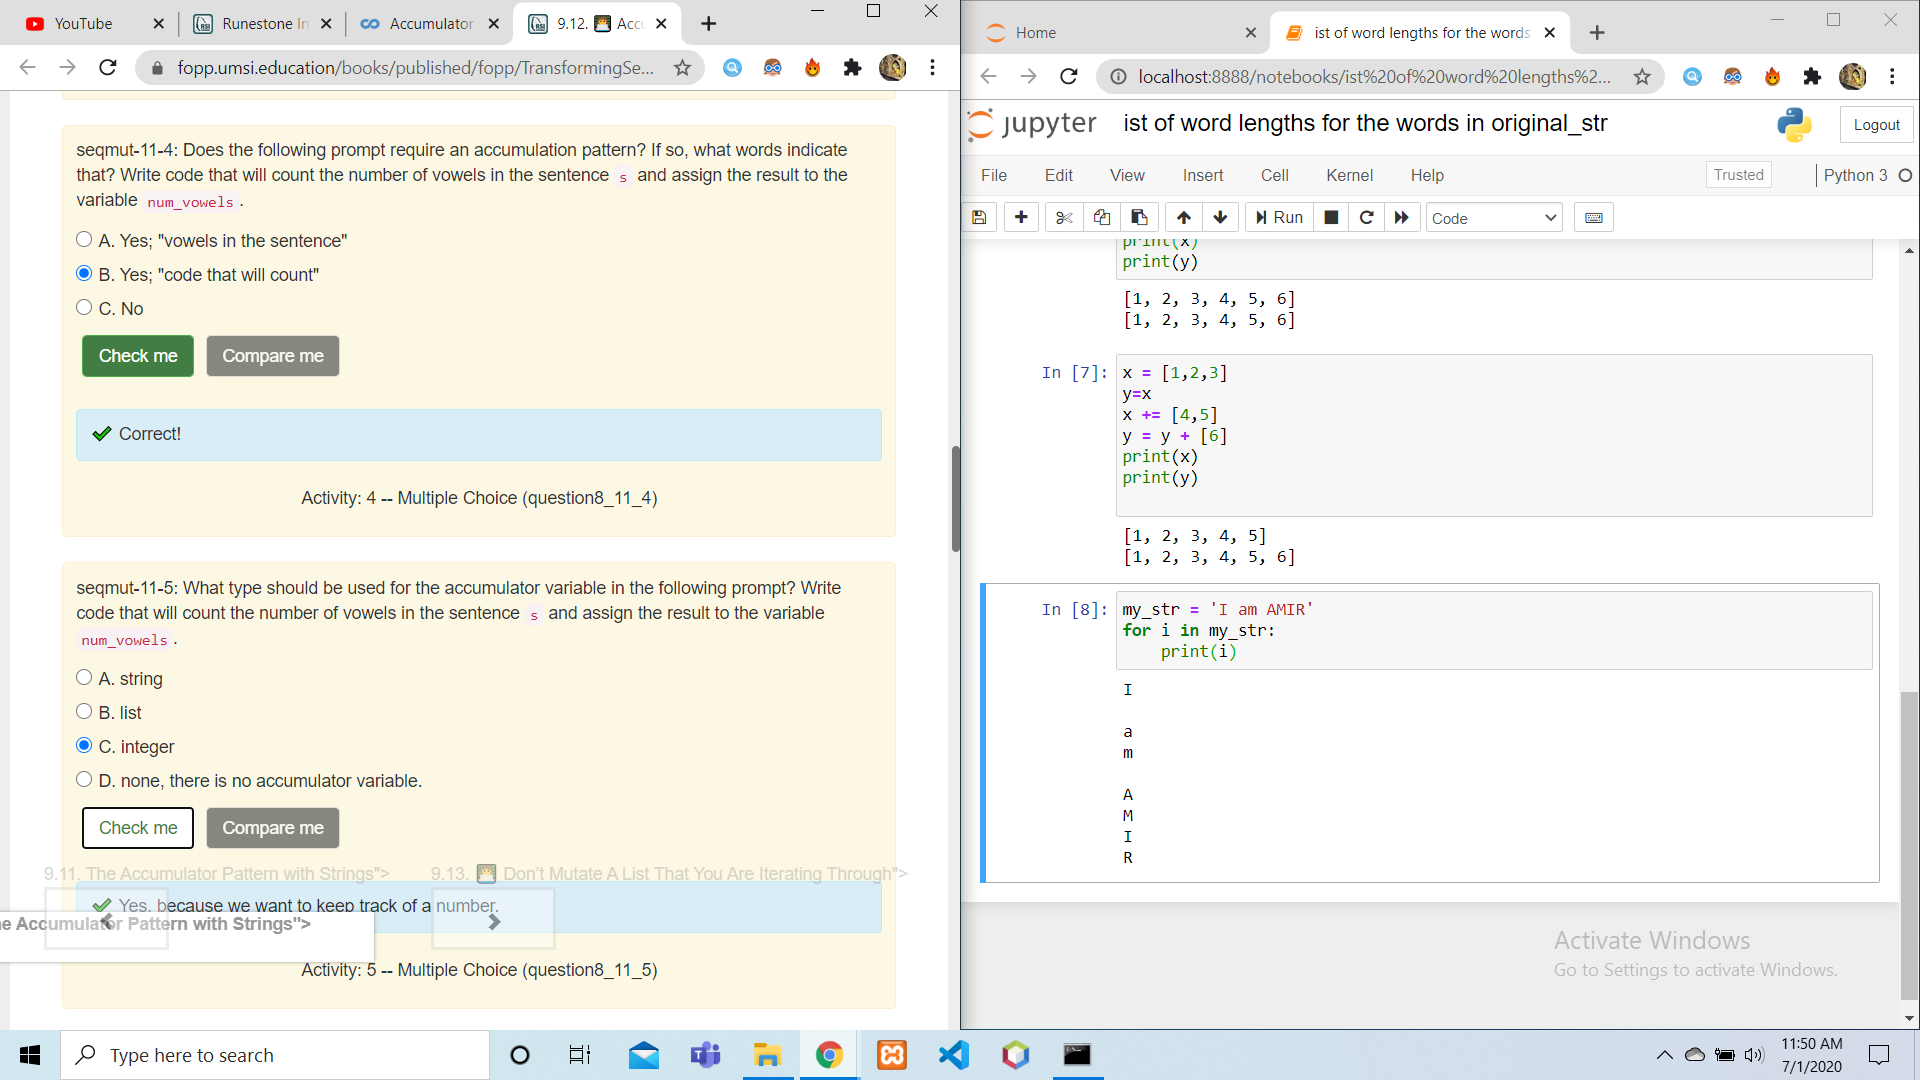 YouTube
Runestone In
Accumulator
9.12. Acc
fopp.umsi.education/books/published/fopp/TransformingSe...
seqmut-11-4: Does the following prompt require an accumulation pattern? If so, what words indicate
that? Write code that will count the number of vowels in the sentence s and assign the result to the
variable num_vowels .
A. Yes; "vowels in the sentence"
B. Yes; "code that will count"
C. No
Check me
Compare me
Correct!
Activity: 4 -- Multiple Choice (question8_11_4)
seqmut-11-5: What type should be used for the accumulator variable in the following prompt? Write
code that will count the number of vowels in the sentence s and assign the result to the variable
num_vowels .
A. string
B. list
C. integer
D. none, there is no accumulator variable.
Check me
Compare me
9.11. The Accumulator Pattern with Strings">
9.13. Don't Mutate A List That You Are Iterating Through">
Yes, because we want to keep track of a number.
e Accumulator Pattern with Strings">
Activity: 5 -- Multiple Choice (question8_11_5)
Home
ist of word lengths for the words
localhost:8888/notebooks/ist%20of%20word%20lengths%2...
jupyter
ist of word lengths for the words in original_str
Logout
File
Edit
View
Insert
Cell
Kernel
Help
Trusted
Python 3
Run
Code
print(x)
print(y)
[1, 2, 3, 4, 5, 6]
[1, 2, 3, 4, 5, 6]
In [7]:
x = [1,2,3]
y=x
x += [4,5]
y = y + [6]
print(x)
print(y)
[1, 2, 3, 4, 5]
[1, 2, 3, 4, 5, 6]
In [8]:
my_str = 'I am AMIR'
for i in my_str:
    print(i)
I
a
m
A
M
I
R
Activate Windows
Go to Settings to activate Windows.
Type here to search
11:50 AM
7/1/2020